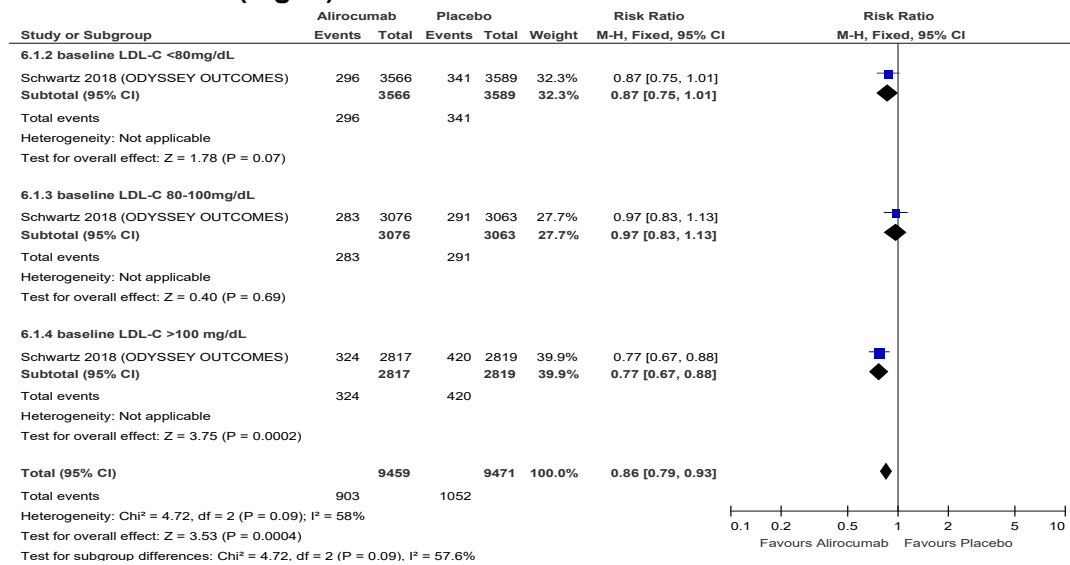 Alirocumab Placebo Risk Ratio Risk Ratio
Study or Subgroup Events Total Events Total Weight M-H, Fixed, 95% CI M-H, Fixed, 95% CI
6.1.2 baseline LDL-C <80mg/dL
Schwartz 2018 (ODYSSEY OUTCOMES) 296 3566 341 3589 32.3% 0.87 [0.75, 1.01]
Subtotal (95% CI) 3566 3589 32.3% 0.87 [0.75, 1.01]
Total events 296 341
Heterogeneity: Not applicable
Test for overall effect: Z = 1.78 (P = 0.07)
6.1.3 baseline LDL-C 80-100mg/dL
Schwartz 2018 (ODYSSEY OUTCOMES) 283 3076 291 3063 27.7% 0.97 [0.83, 1.13]
Subtotal (95% CI) 3076 3063 27.7% 0.97 [0.83, 1.13]
Total events 283 291
Heterogeneity: Not applicable
Test for overall effect: Z = 0.40 (P = 0.69)
6.1.4 baseline LDL-C >100 mg/dL
Schwartz 2018 (ODYSSEY OUTCOMES) 324 2817 420 2819 39.9% 0.77 [0.67, 0.88]
Subtotal (95% CI) 2817 2819 39.9% 0.77 [0.67, 0.88]
Total events 324 420
Heterogeneity: Not applicable
Test for overall effect: Z = 3.75 (P = 0.0002)
Total (95% CI) 9459 9471 100.0% 0.86 [0.79, 0.93]
Total events 903 1052
Heterogeneity: Chi² = 4.72, df = 2 (P = 0.09); I² = 58%
Test for overall effect: Z = 3.53 (P = 0.0004)
Test for subgroup differences: Chi² = 4.72, df = 2 (P = 0.09), I² = 57.6%
0.1 0.2 0.5 1 2 5 10
Favours Alirocumab Favours Placebo